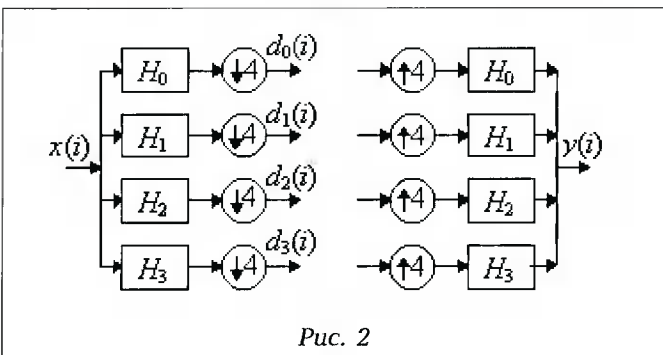 d₀(i)
H₀ ↓4 ↑4 H₀
d₁(i)
x(i) H₁ ↓4 ↑4 H₁ y(i)
d₂(i)
H₂ ↓4 ↑4 H₂
d₃(i)
H₃ ↓4 ↑4 H₃
Рис. 2